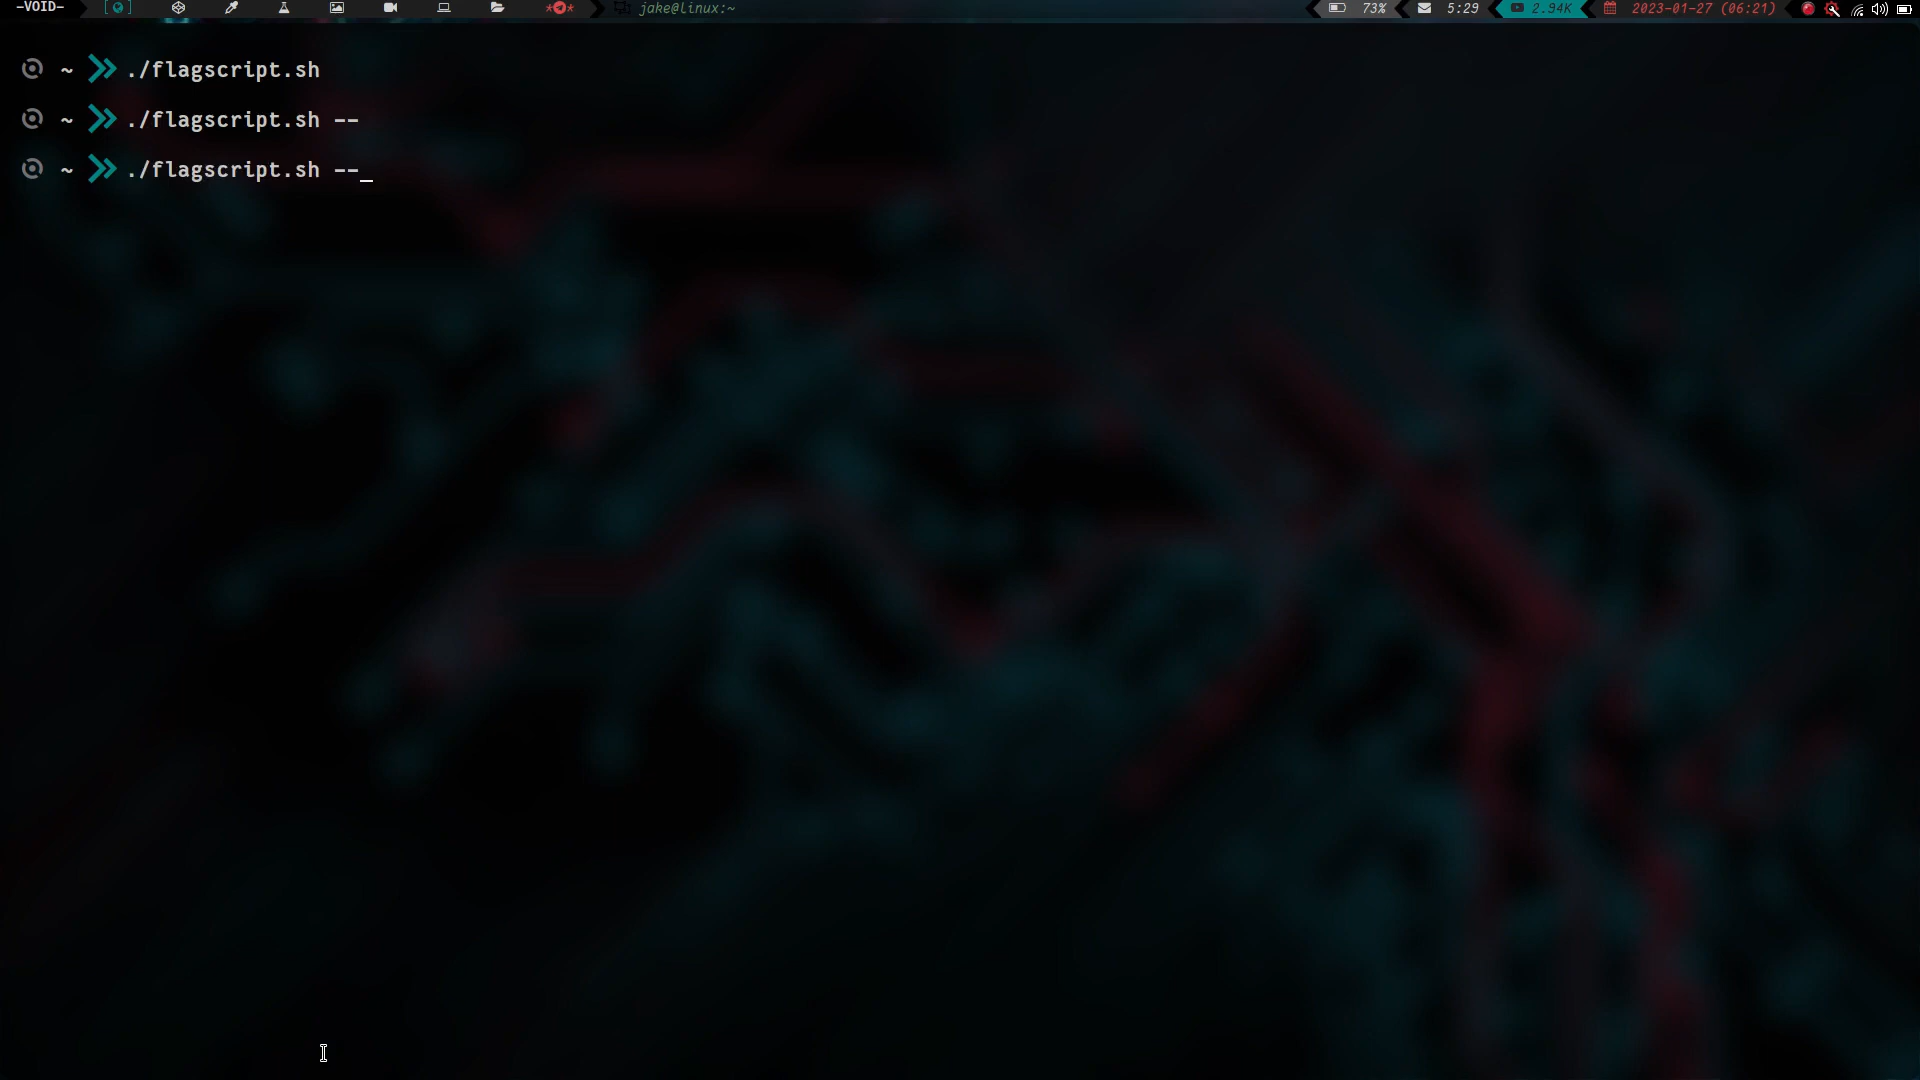 -VOID- [ ] * * jake@linux:~ 73% 5:29 2.94K 2023-01-27 (06:21)
~ ./flagscript.sh
~ ./flagscript.sh --
~ ./flagscript.sh --_